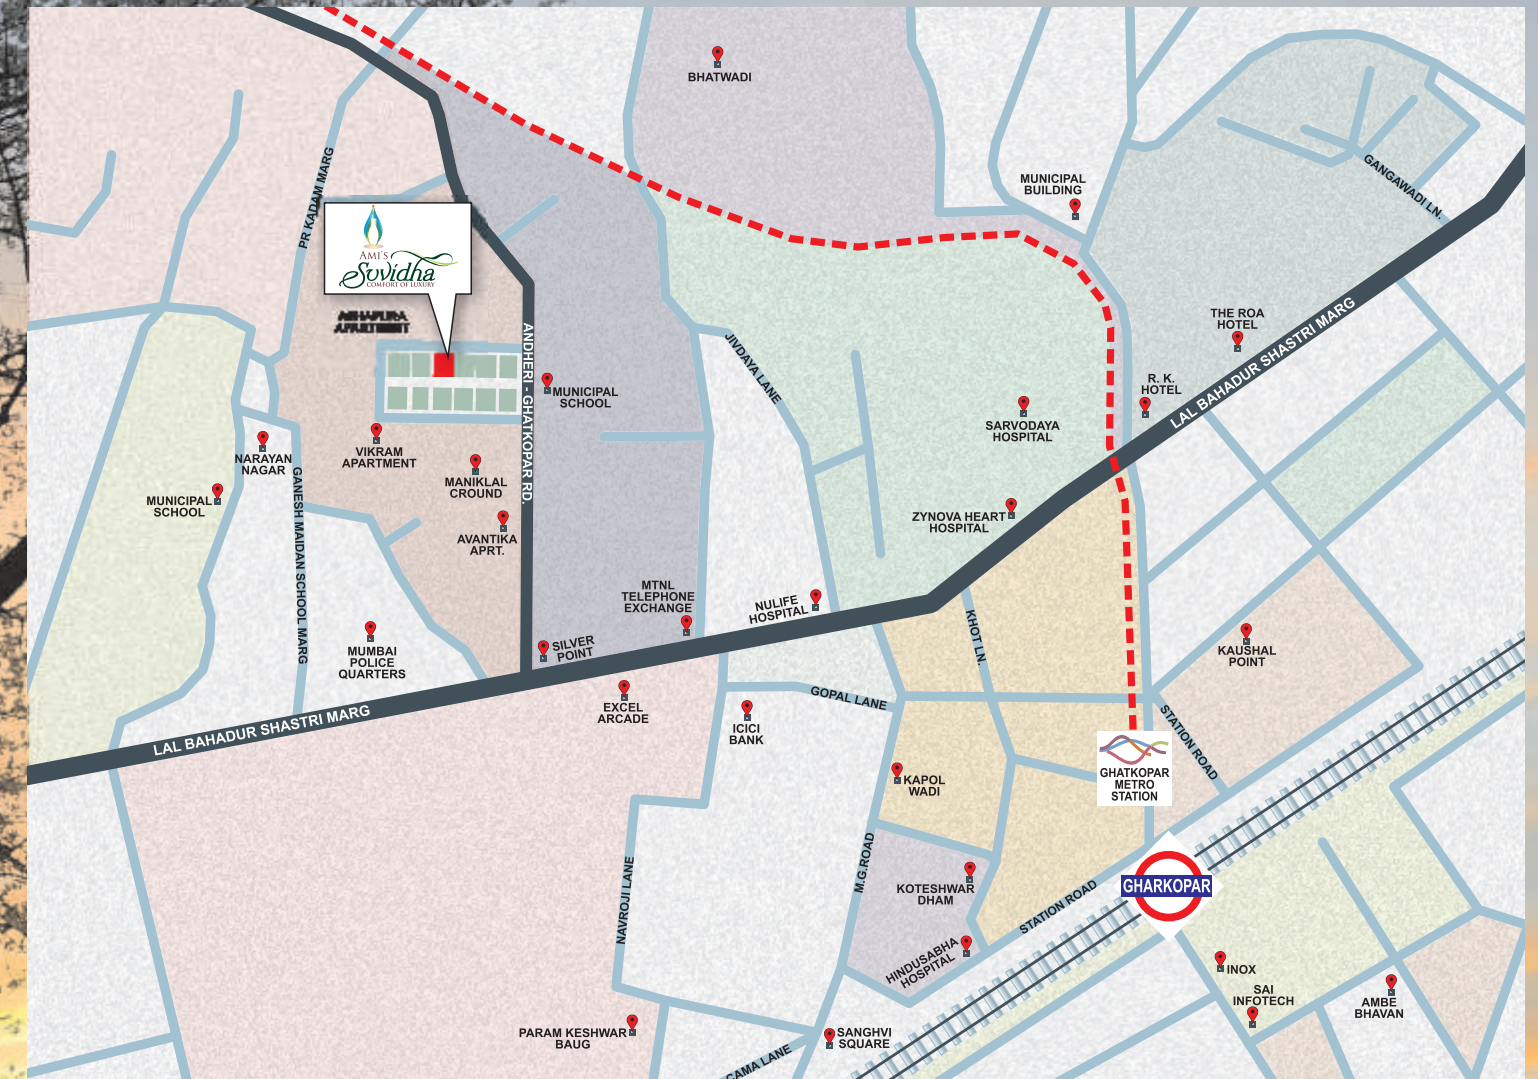 BHATWADI
MUNICIPAL
BUILDING
GANGAWADI LN.
PR KADAM MARG
AMI'S
Suvidha
COMFORT OF LUXURY
APARTMENT
ANDHERI - GHATKOPAR RD.
MUNICIPAL
SCHOOL
JIVDAYA LANE
THE ROA
HOTEL
R. K.
HOTEL
LAL BAHADUR SHASTRI MARG
SARVODAYA
HOSPITAL
NARAYAN
NAGAR
VIKRAM
APARTMENT
MANIKLAL
CROUND
MUNICIPAL
SCHOOL
GANESH MAIDAN SCHOOL MARG
AVANTIKA
APRT.
ZYNOVA HEART
HOSPITAL
MTNL
TELEPHONE
EXCHANGE
NULIFE
HOSPITAL
KHOT LN.
MUMBAI
POLICE
QUARTERS
SILVER
POINT
KAUSHAL
POINT
EXCEL
ARCADE
ICICI
BANK
GOPAL LANE
LAL BAHADUR SHASTRI MARG
STATION ROAD
GHATKOPAR
METRO
STATION
KAPOL
WADI
M.G.ROAD
NAVROJI LANE
KOTESHWAR
DHAM
STATION ROAD
GHARKOPAR
HINDUSABHA
HOSPITAL
INOX
SAI
INFOTECH
AMBE
BHAVAN
PARAM KESHWAR
BAUG
SANGHVI
SQUARE
CAMA LANE